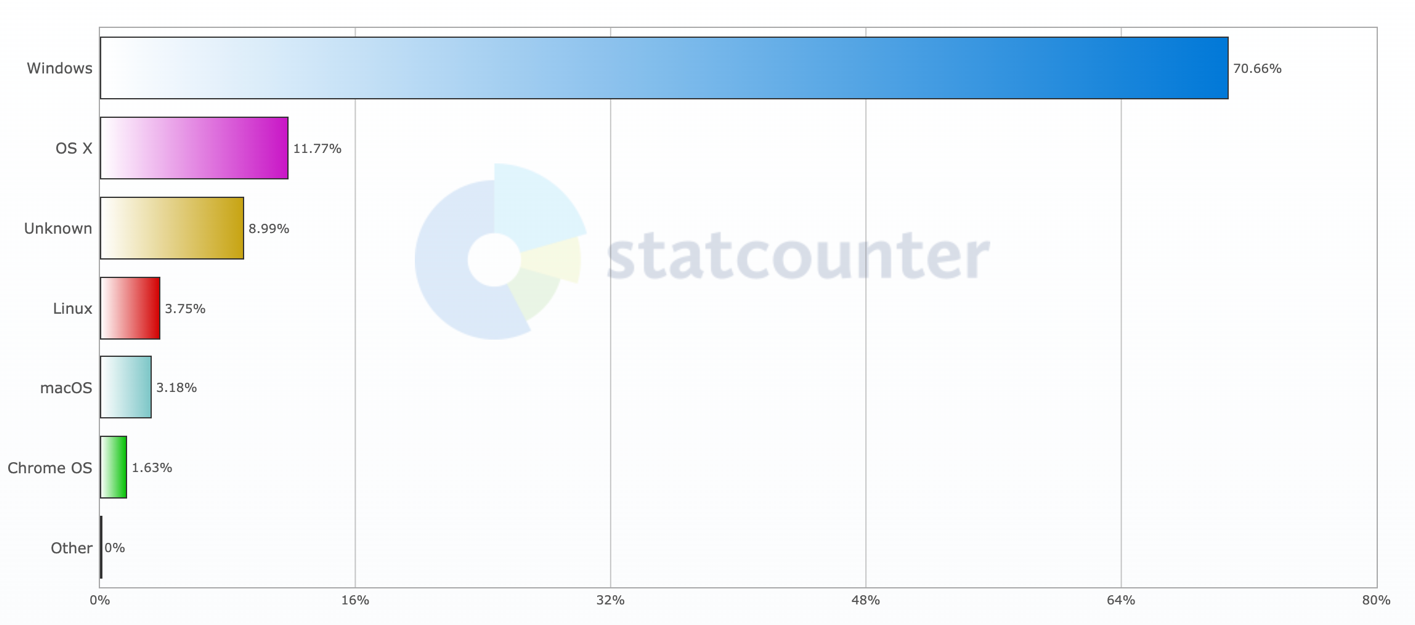 Windows 70.66%
OS X 11.77%
Unknown 8.99%
statcounter
Linux 3.75%
macOS 3.18%
Chrome OS 1.63%
Other 0%
0% 16% 32% 48% 64% 80%